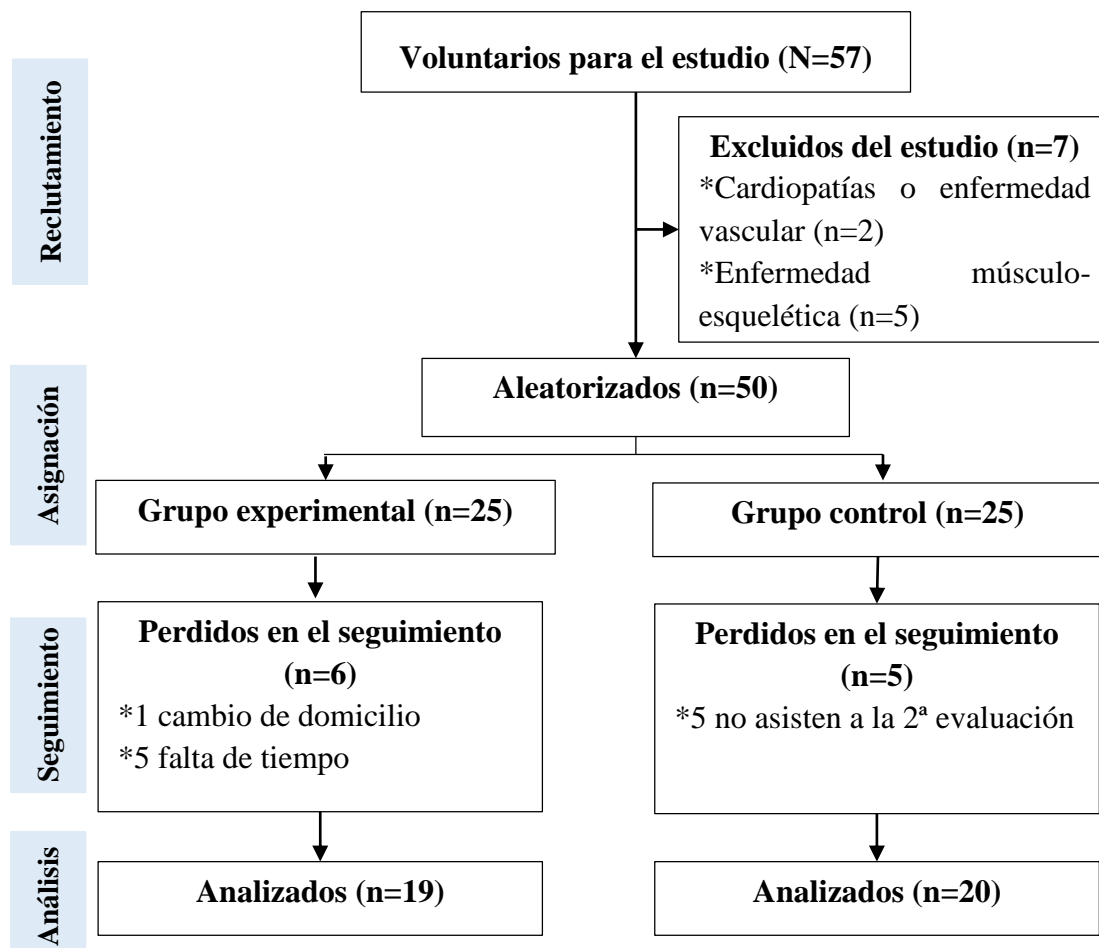 Reclutamiento
Voluntarios para el estudio (N=57)
Excluidos del estudio (n=7)
*Cardiopatías o enfermedad
vascular (n=2)
*Enfermedad músculo-
esquelética (n=5)
Asignación
Aleatorizados (n=50)
Grupo experimental (n=25)
Grupo control (n=25)
Seguimiento
Perdidos en el seguimiento
(n=6)
*1 cambio de domicilio
*5 falta de tiempo
Perdidos en el seguimiento
(n=5)
*5 no asisten a la 2ª evaluación
Análisis
Analizados (n=19)
Analizados (n=20)